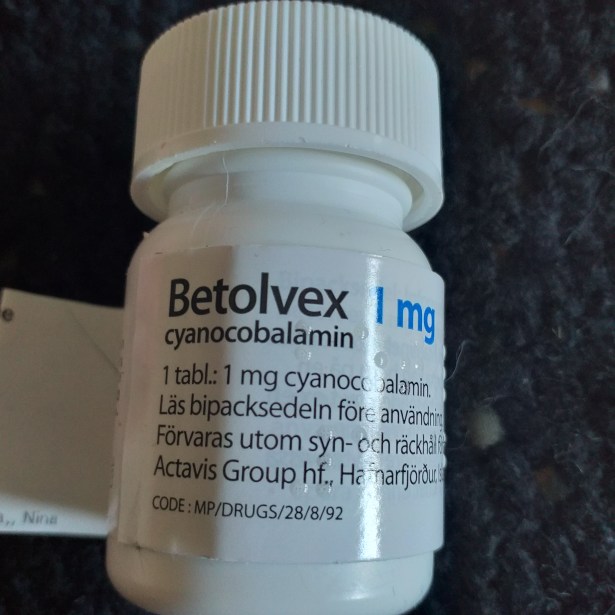 Betolvex 1 mg
cyanocobalamin
1 tabl.: 1 mg cyanocobalamin.
Läs bipacksedeln före användning
Förvaras utom syn- och räckhåll
Actavis Group hf., Hafnarfjörður,
CODE : MP/DRUGS/28/8/92
e
Nina